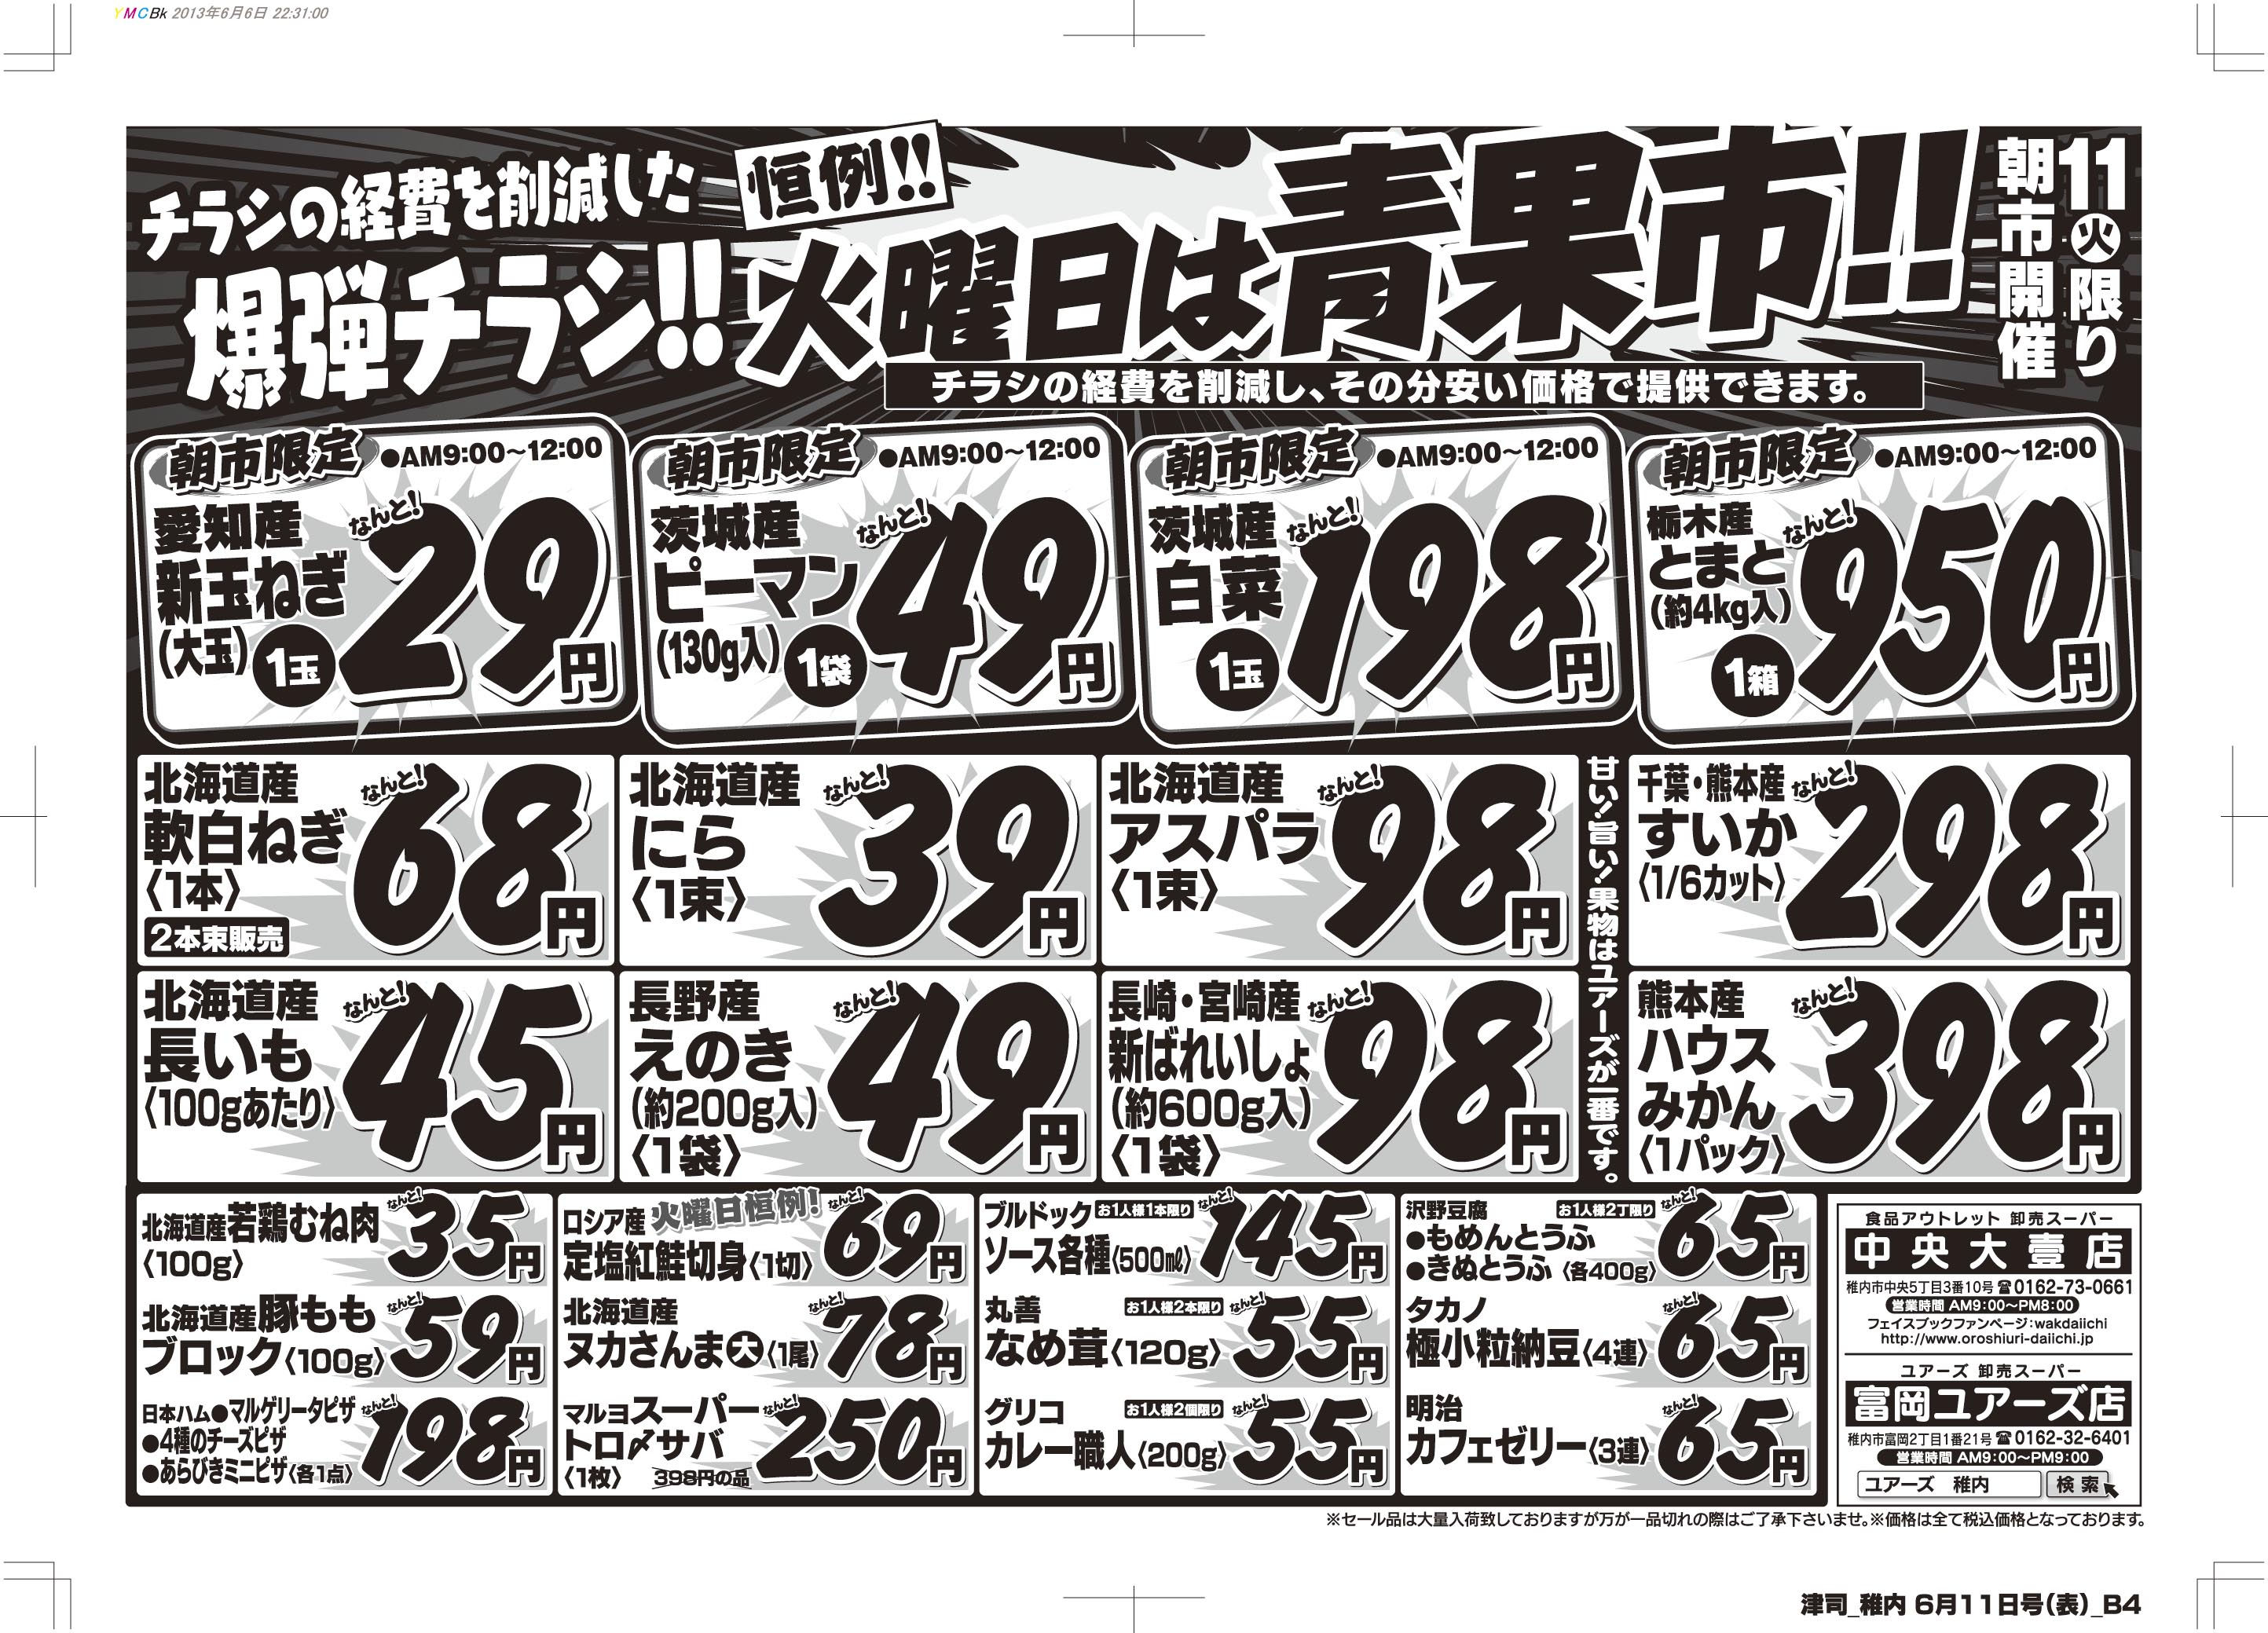 YMCBk 2013年6月6日 22:31:00
チラシの経費を削減した
爆弾チラシ!!
恒例!!
火曜日は青果市!!
11火限り
朝市開催
チラシの経費を削減し、その分安い価格で提供できます。
朝市限定 ●AM9:00~12:00
愛知産
新玉ねぎ
(大玉) 1玉
なんと! 29円
朝市限定 ●AM9:00~12:00
茨城産
ピーマン
(130g入) 1袋
なんと! 49円
朝市限定 ●AM9:00~12:00
茨城産
白菜
1玉
なんと! 198円
朝市限定 ●AM9:00~12:00
栃木産
とまと
(約4kg入)
1箱
なんと! 950円
北海道産
軟白ねぎ
〈1本〉
2本束販売
なんと! 68円
北海道産
にら
〈1束〉
なんと! 39円
北海道産
アスパラ
〈1束〉
なんと! 98円
甘い!旨い!果物はユアーズが一番です。
千葉・熊本産
すいか
〈1/6カット〉
なんと! 298円
北海道産
長いも
〈100gあたり〉
なんと! 45円
長野産
えのき
(約200g入)
〈1袋〉
なんと! 49円
長崎・宮崎産
新ばれいしょ
(約600g入)
〈1袋〉
なんと! 98円
熊本産
ハウス
みかん
〈1パック〉
なんと! 398円
北海道産若鶏むね肉
〈100g〉
なんと! 35円
北海道産豚もも
ブロック〈100g〉
なんと! 59円
日本ハム●マルゲリータピザ
●4種のチーズピザ
●あらびきミニピザ〈各1点〉
なんと! 198円
ロシア産 火曜日恒例!
定塩紅鮭切身〈1切〉
なんと! 69円
北海道産
ヌカさんま大〈1尾〉
なんと! 78円
マルヨスーパー
トロ〆サバ
〈1枚〉 398円の品
なんと! 250円
ブルドック お1人様1本限り
ソース各種〈500㎖〉
なんと! 145円
丸善 お1人様2本限り
なめ茸〈120g〉
なんと! 55円
グリコ お1人様2個限り
カレー職人〈200g〉
なんと! 55円
沢野豆腐 お1人様2丁限り
●もめんとうふ
●きぬとうふ〈各400g〉
なんと! 65円
タカノ
極小粒納豆〈4連〉
なんと! 65円
明治
カフェゼリー〈3連〉
なんと! 65円
食品アウトレット 卸売スーパー
中央大壹店
稚内市中央5丁目3番10号☎0162-73-0661
営業時間 AM9:00~PM8:00
フェイスブックファンページ:wakdaiichi
http://www.oroshiuri-daiichi.jp
ユアーズ 卸売スーパー
富岡ユアーズ店
稚内市富岡2丁目1番21号☎0162-32-6401
営業時間 AM9:00~PM9:00
ユアーズ 稚内 検索
※セール品は大量入荷致しておりますが万が一品切れの際はご了承下さいませ。※価格は全て税込価格となっております。
津司_稚内 6月11日号(表)_B4